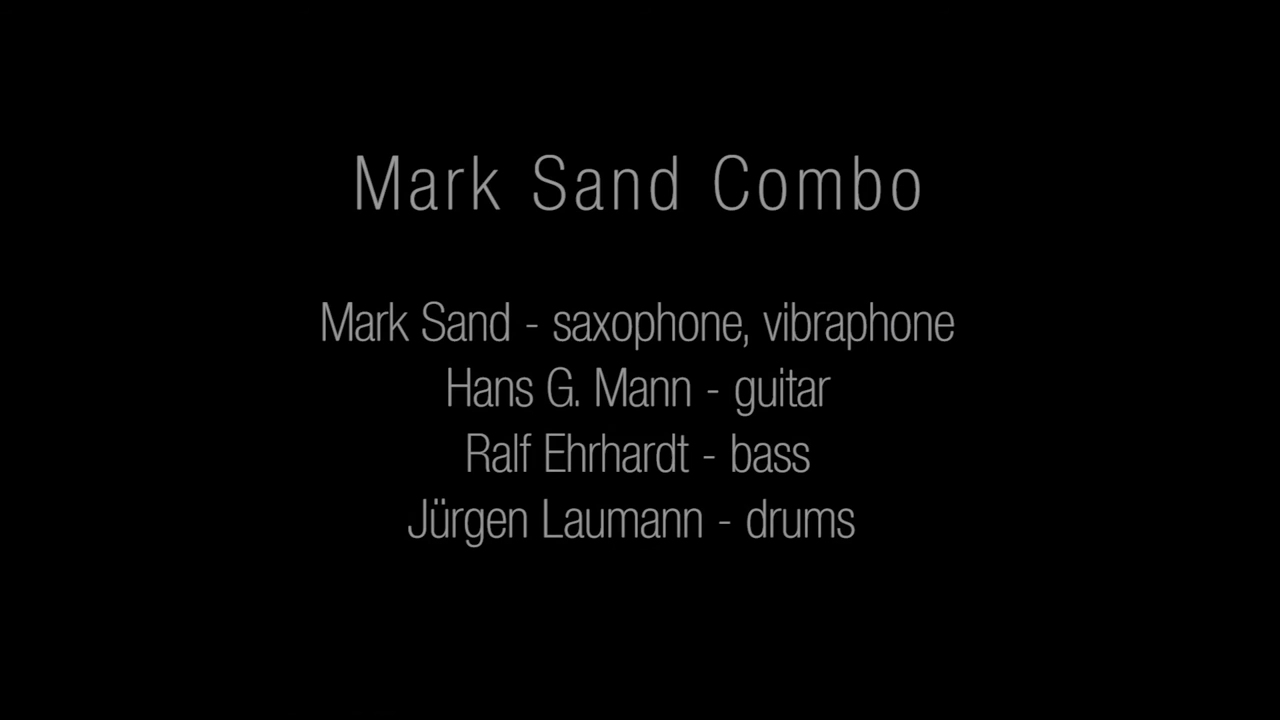 Mark Sand Combo
Mark Sand - saxophone, vibraphone
Hans G. Mann - guitar
Ralf Ehrhardt - bass
Jürgen Laumann - drums